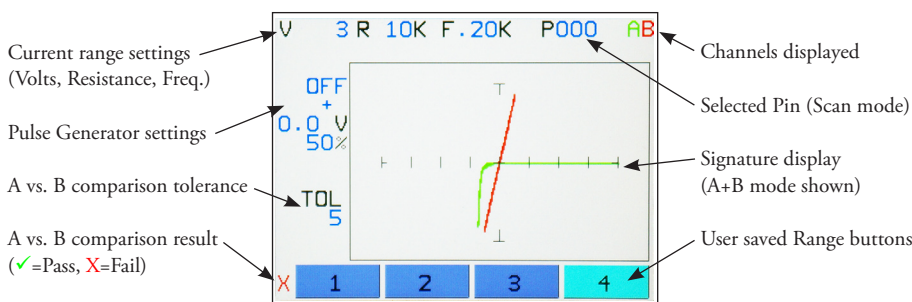 V 3 R 10K F.20K P000 AB
Current range settings
(Volts, Resistance, Freq.)
Channels displayed
OFF
+
0.0 V
50%
Selected Pin (Scan mode)
Pulse Generator settings
Signature display
(A+B mode shown)
A vs. B comparison tolerance
TOL
5
A vs. B comparison result
(✓=Pass, X=Fail)
User saved Range buttons
X 1 2 3 4